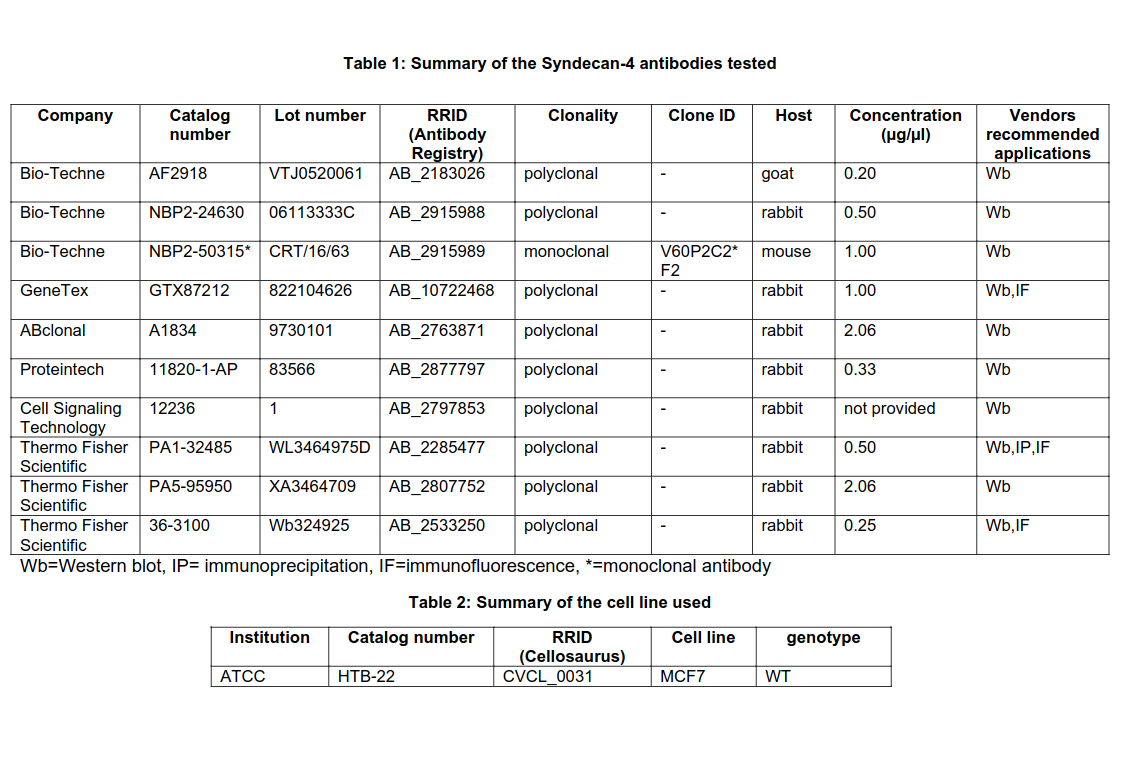 Table 1: Summary of the Syndecan-4 antibodies tested
Company Catalog number Lot number RRID (Antibody Registry) Clonality Clone ID Host Concentration (µg/µl) Vendors recommended applications
Bio-Techne AF2918 VTJ0520061 AB_2183026 polyclonal - goat 0.20 Wb
Bio-Techne NBP2-24630 06113333C AB_2915988 polyclonal - rabbit 0.50 Wb
Bio-Techne NBP2-50315* CRT/16/63 AB_2915989 monoclonal V60P2C2*F2 mouse 1.00 Wb
GeneTex GTX87212 822104626 AB_10722468 polyclonal - rabbit 1.00 Wb,IF
ABclonal A1834 9730101 AB_2763871 polyclonal - rabbit 2.06 Wb
Proteintech 11820-1-AP 83566 AB_2877797 polyclonal - rabbit 0.33 Wb
Cell Signaling Technology 12236 1 AB_2797853 polyclonal - rabbit not provided Wb
Thermo Fisher Scientific PA1-32485 WL3464975D AB_2285477 polyclonal - rabbit 0.50 Wb,IP,IF
Thermo Fisher Scientific PA5-95950 XA3464709 AB_2807752 polyclonal - rabbit 2.06 Wb
Thermo Fisher Scientific 36-3100 Wb324925 AB_2533250 polyclonal - rabbit 0.25 Wb,IF
Wb=Western blot, IP= immunoprecipitation, IF=immunofluorescence, *=monoclonal antibody
Table 2: Summary of the cell line used
Institution Catalog number RRID (Cellosaurus) Cell line genotype
ATCC HTB-22 CVCL_0031 MCF7 WT